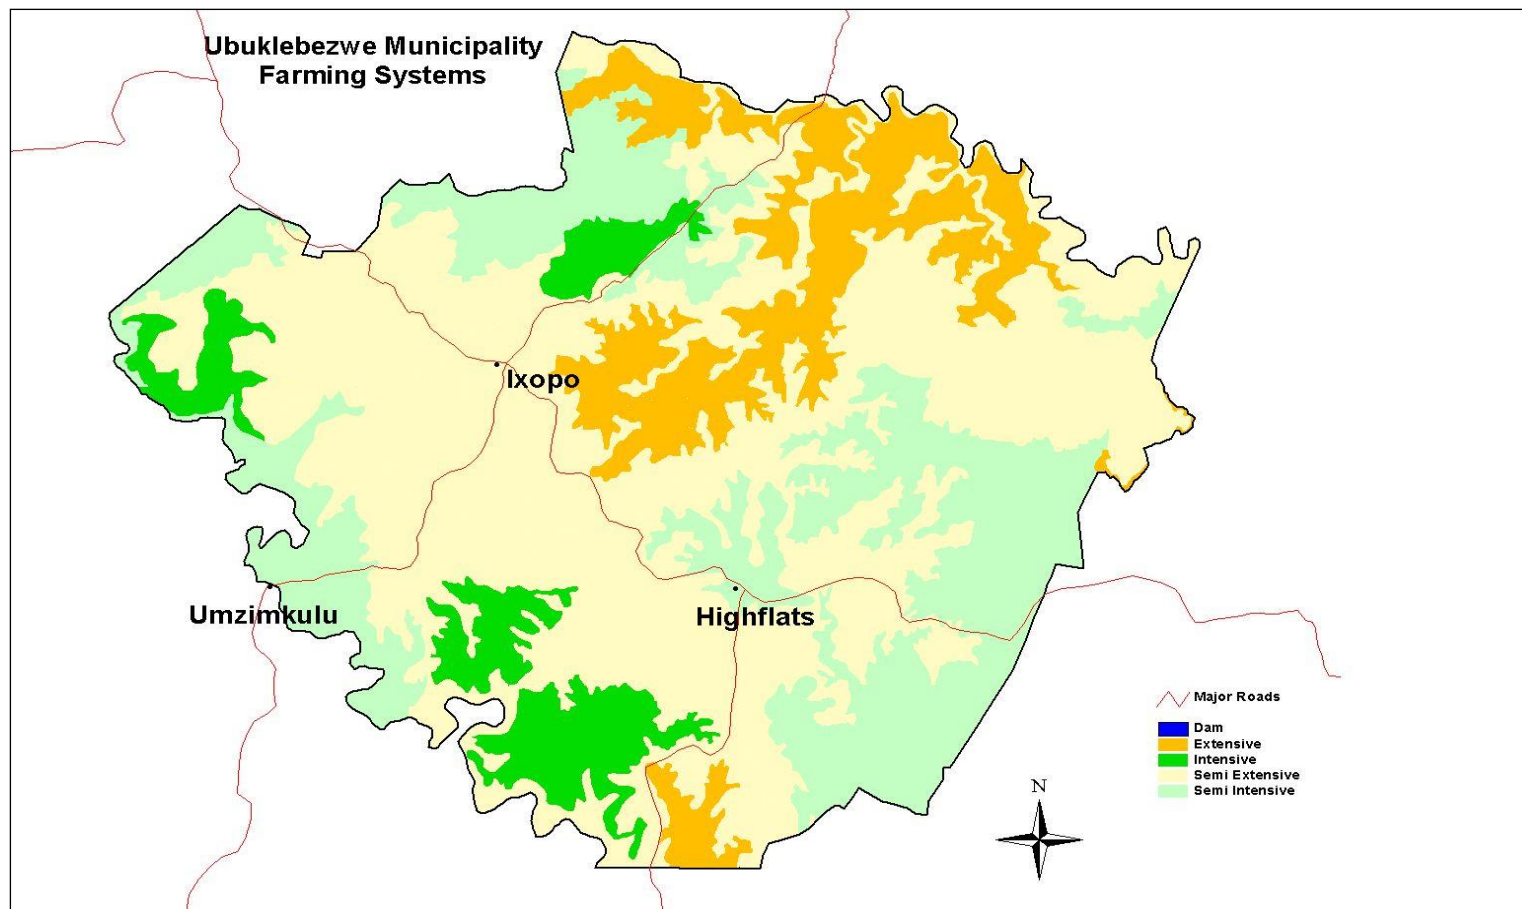 Ubuklebezwe Municipality
Farming Systems
Ixopo
Umzimkulu
Highflats
Major Roads
Dam
Extensive
Intensive
Semi Extensive
Semi Intensive
N